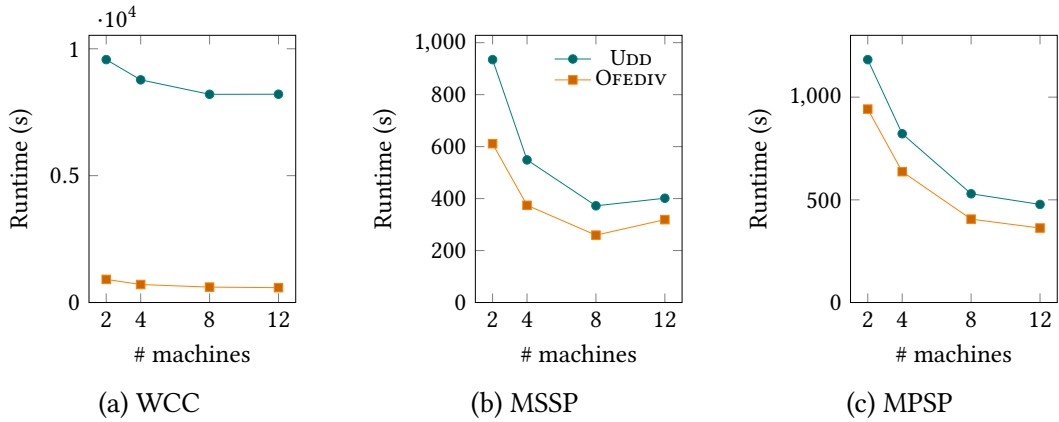 ·10⁴
1
0.5
0
2 4 8 12
Runtime (s)
# machines
(a) WCC
1,000
800
600
400
200
0
2 4 8 12
Runtime (s)
# machines
UDD
OFEDIV
(b) MSSP
1,000
500
0
2 4 8 12
Runtime (s)
# machines
(c) MPSP